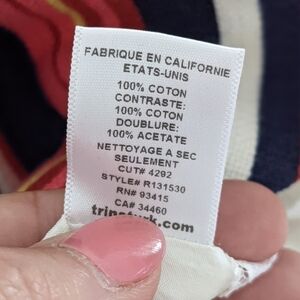 FABRIQUE EN CALIFORNIE
ETATS-UNIS
100% COTON
CONTRASTE:
100% COTON
DOUBLURE:
100% ACETATE
NETTOYAGE A SEC
SEULEMENT
CUT# 4292
STYLE# R131530
RN# 93415
CA# 34460
trinaturk.com